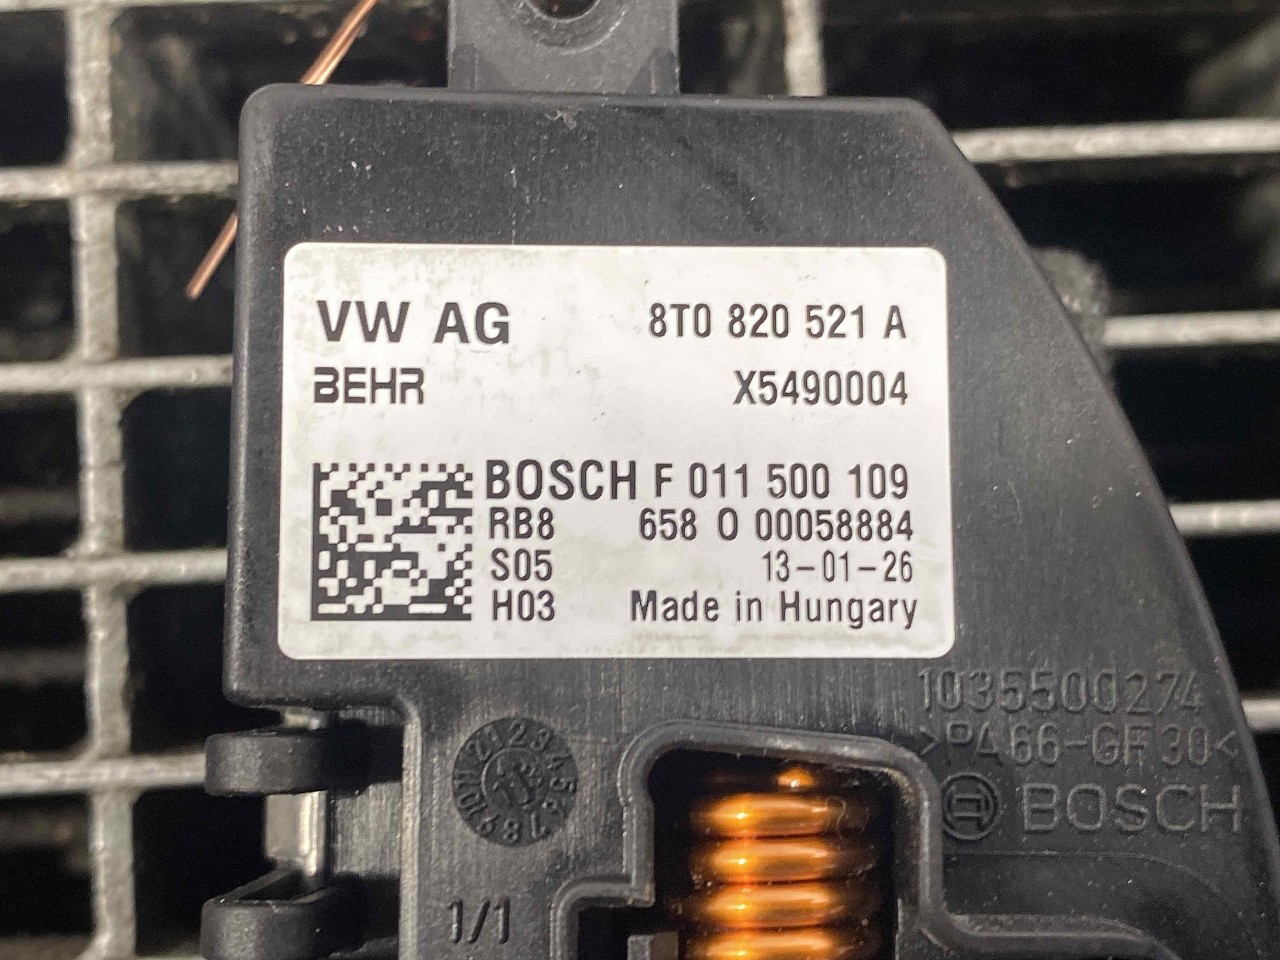 VW AG 8T0 820 521 A
BEHR X5490004
BOSCH F 011 500 109
RB8 658 0 00058884
S05 13-01-26
H03 Made in Hungary
1035500274
>PA66-GF30<
BOSCH
1/1